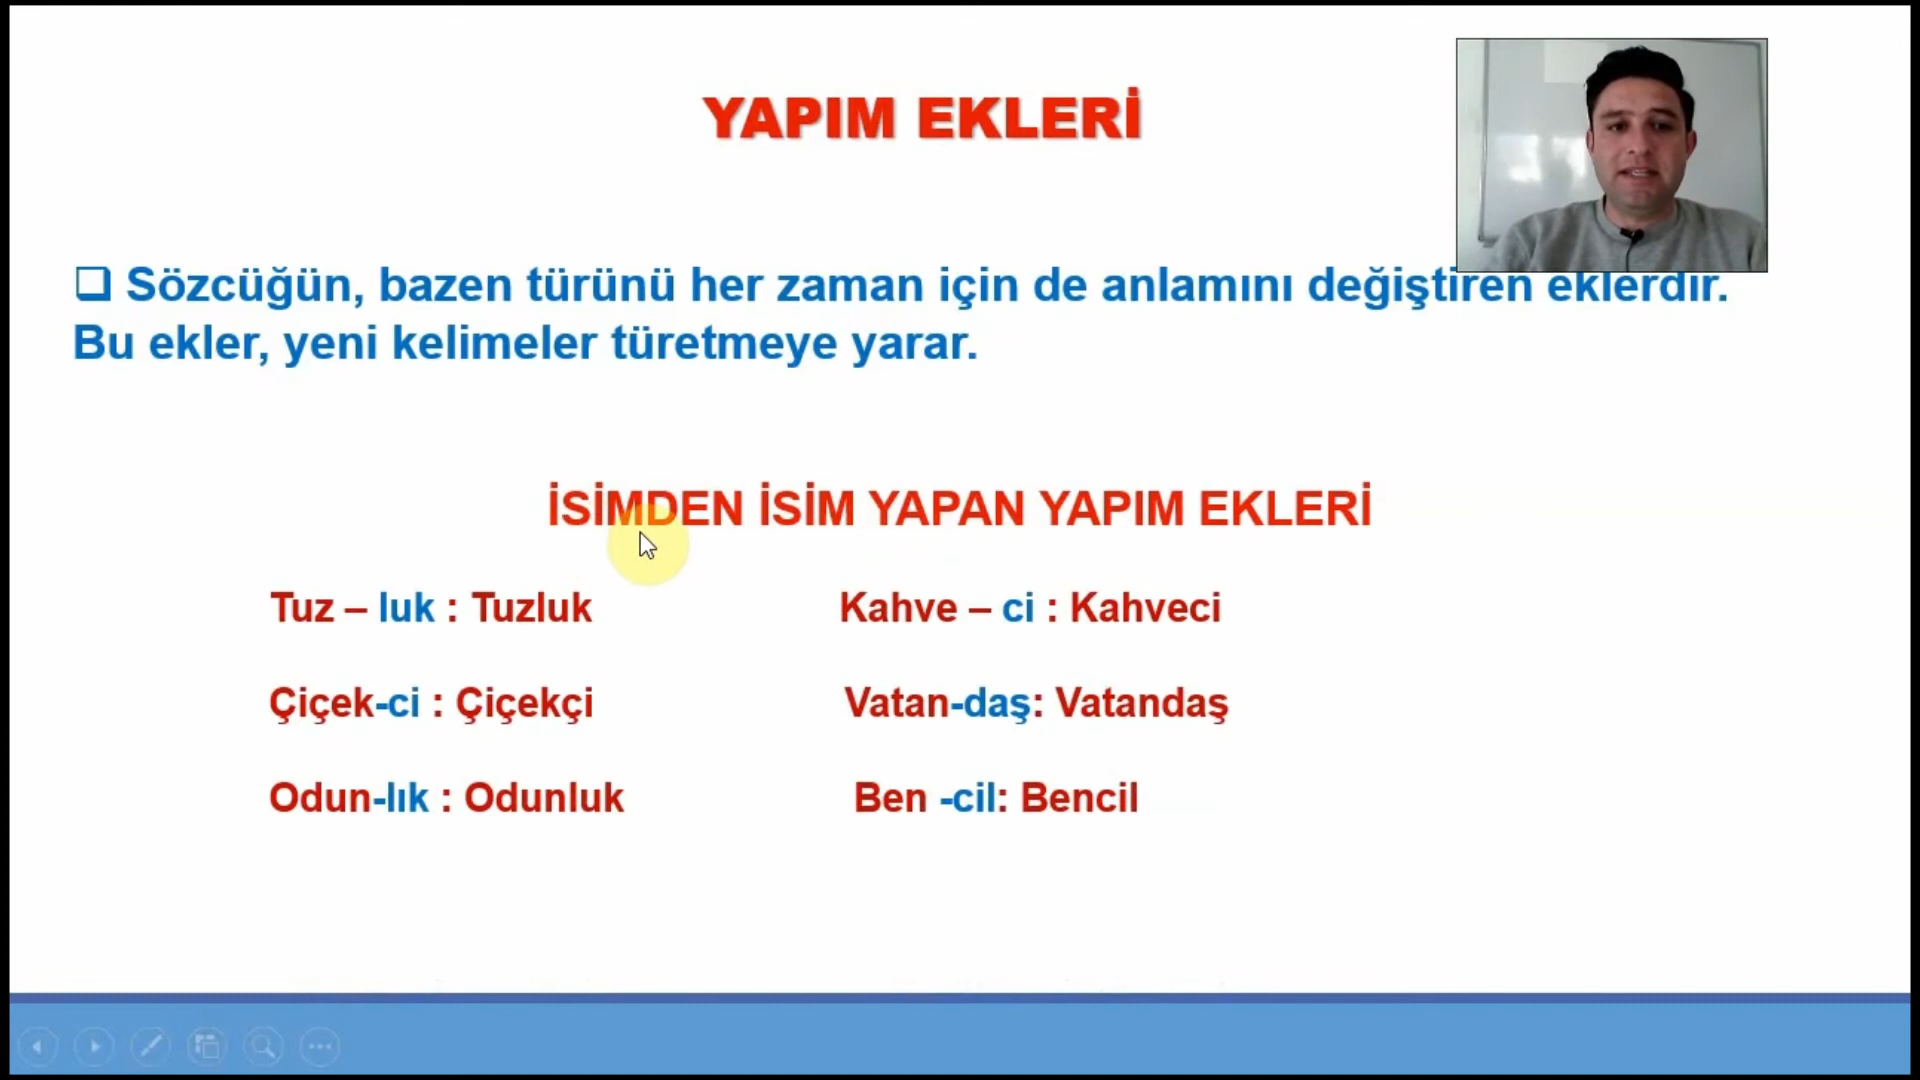 YAPIM EKLERİ
❑ Sözcüğün, bazen türünü her zaman için de anlamını değiştiren eklerdir.
Bu ekler, yeni kelimeler türetmeye yarar.
İSİMDEN İSİM YAPAN YAPIM EKLERİ
Tuz – luk : Tuzluk
Kahve – ci : Kahveci
Çiçek-ci : Çiçekçi
Vatan-daş: Vatandaş
Odun-lık : Odunluk
Ben -cil: Bencil